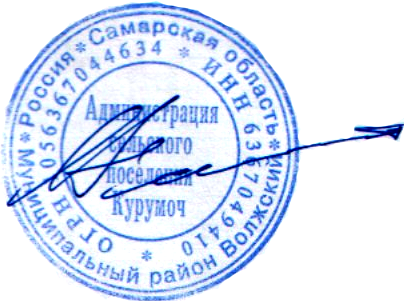 * Россия * Самарская область *
Муниципальный район Волжский
ОГРН 1056367044634 * ИНН 6367049410 *
Администрация
сельского
поселения
Курумоч